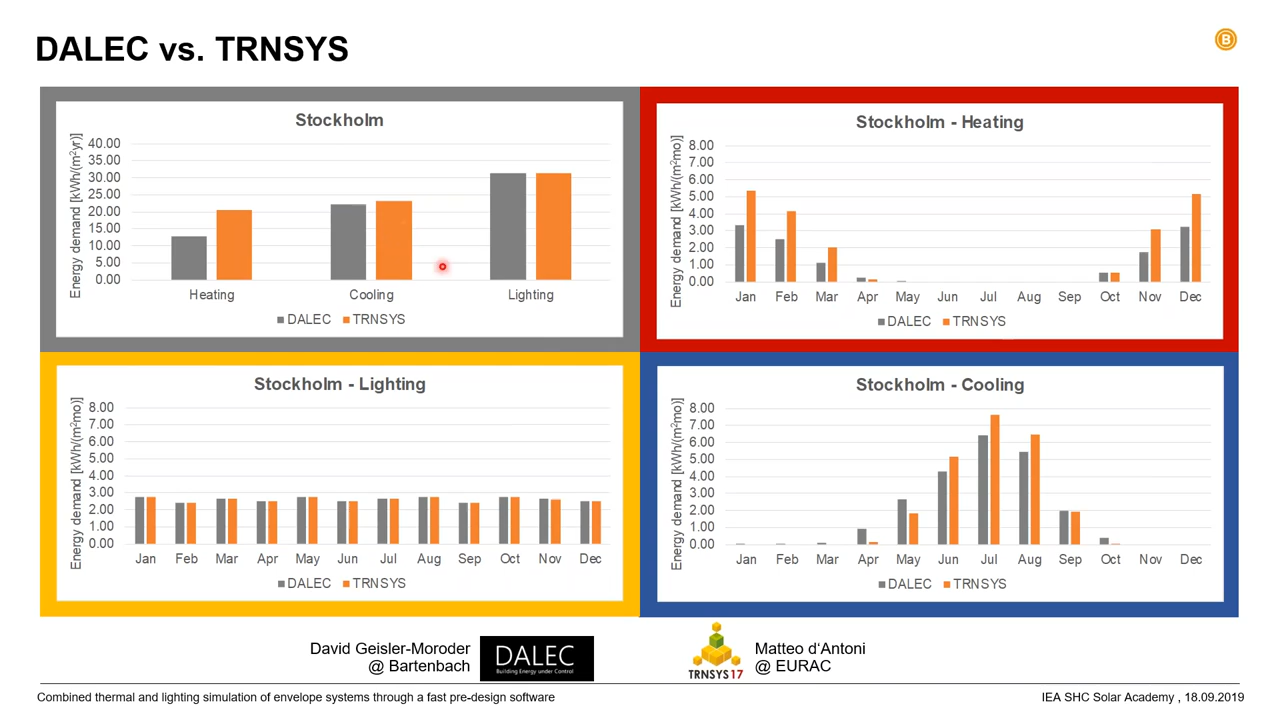 DALEC vs. TRNSYS
B
Stockholm
Energy demand [kWh/(m²yr)]
40.00
35.00
30.00
25.00
20.00
15.00
10.00
5.00
0.00
Heating Cooling Lighting
DALEC TRNSYS
Stockholm - Heating
Energy demand [kWh/(m²mo)]
8.00
7.00
6.00
5.00
4.00
3.00
2.00
1.00
0.00
Jan Feb Mar Apr May Jun Jul Aug Sep Oct Nov Dec
DALEC TRNSYS
Stockholm - Lighting
Energy demand [kWh/(m²mo)]
8.00
7.00
6.00
5.00
4.00
3.00
2.00
1.00
0.00
Jan Feb Mar Apr May Jun Jul Aug Sep Oct Nov Dec
DALEC TRNSYS
Stockholm - Cooling
Energy demand [kWh/(m²mo)]
8.00
7.00
6.00
5.00
4.00
3.00
2.00
1.00
0.00
Jan Feb Mar Apr May Jun Jul Aug Sep Oct Nov Dec
DALEC TRNSYS
David Geisler-Moroder
@ Bartenbach
DALEC
Building Energy under Control
TRNSYS 17
Matteo d‘Antoni
@ EURAC
Combined thermal and lighting simulation of envelope systems through a fast pre-design software
IEA SHC Solar Academy , 18.09.2019